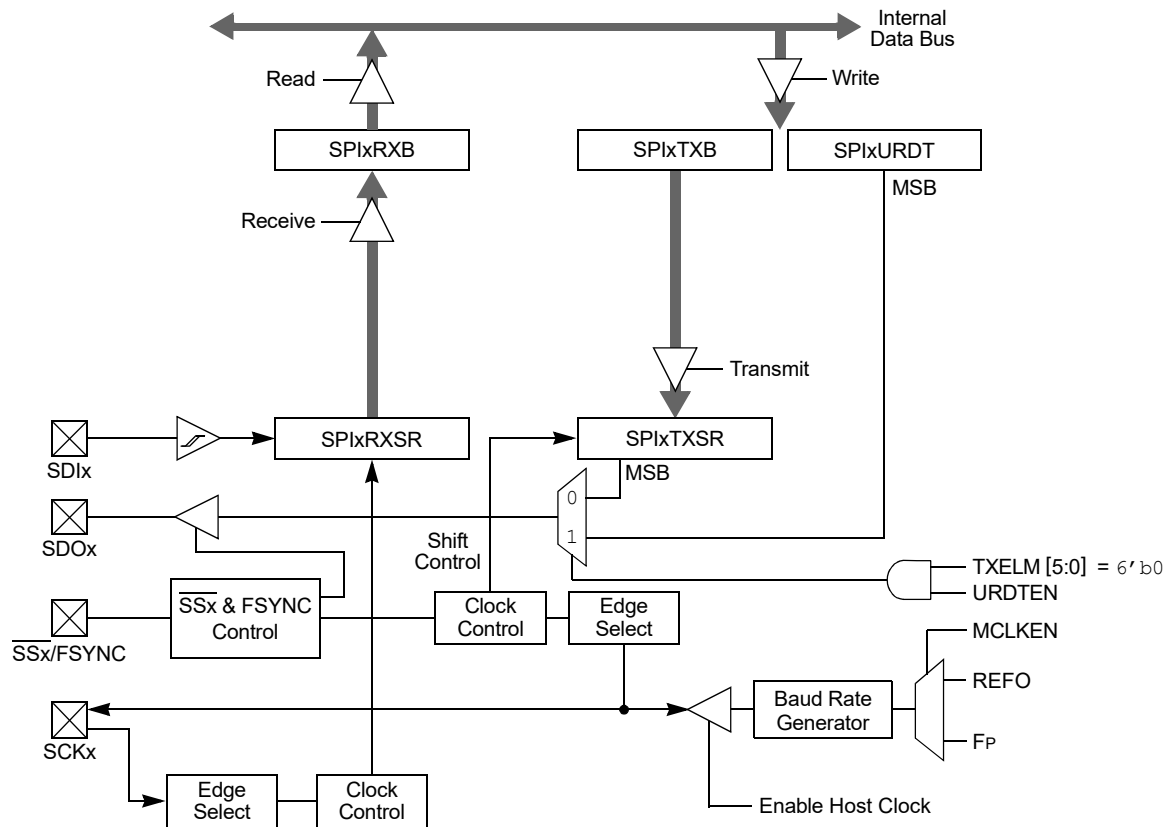 Internal
Data Bus
Read
Write
SPIxRXB
SPIxTXB
SPIxURDT
MSB
Receive
Transmit
SPIxRXSR
SPIxTXSR
SDIx
MSB
0
SDOx
1
Shift
Control
TXELM [5:0] = 6'b0
URDTEN
SSx & FSYNC
Control
Clock
Control
Edge
Select
SSx/FSYNC
MCLKEN
REFO
Baud Rate
Generator
FP
SCKx
Edge
Select
Clock
Control
Enable Host Clock